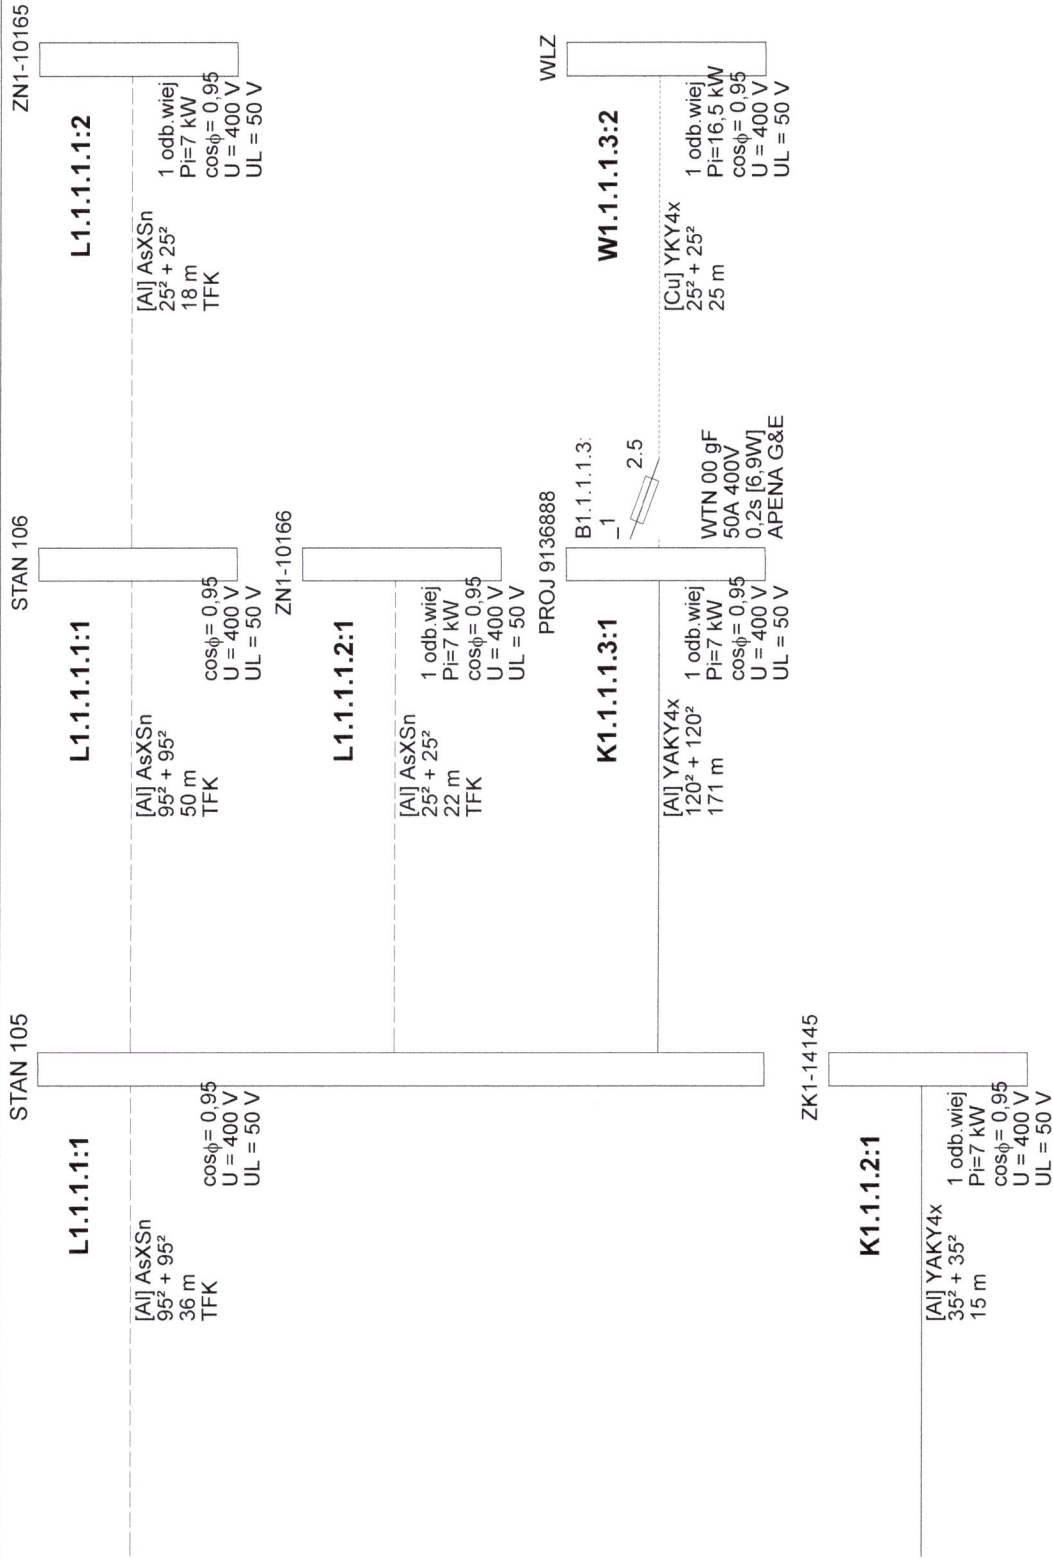 STAN 105
L1.1.1.1:1
[Al] AsXSn
95² + 95²
36 m
TFK
cosϕ= 0,95
U = 400 V
UL = 50 V
STAN 106
L1.1.1.1.1:1
[Al] AsXSn
95² + 95²
50 m
TFK
cosϕ= 0,95
U = 400 V
UL = 50 V
ZN1-10165
L1.1.1.1.1:2
[Al] AsXSn
25² + 25²
18 m
TFK
1 odb.wiej
Pi=7 kW
cosϕ= 0,95
U = 400 V
UL = 50 V
ZN1-10166
L1.1.1.1.2:1
[Al] AsXSn
25² + 25²
22 m
TFK
1 odb.wiej
Pi=7 kW
cosϕ= 0,95
U = 400 V
UL = 50 V
PROJ 9136888
K1.1.1.1.3:1
[Al] YAKY4x
120² + 120²
171 m
1 odb.wiej
Pi=7 kW
cosϕ= 0,95
U = 400 V
UL = 50 V
B1.1.1.1.3:
_1
2.5
WTN 00 gF
50A 400V
0,2s [6,9W]
APENA G&E
WLZ
W1.1.1.1.3:2
[Cu] YKY4x
25² + 25²
25 m
1 odb.wiej
Pi=16,5 kW
cosϕ= 0,95
U = 400 V
UL = 50 V
ZK1-14145
K1.1.1.2:1
[Al] YAKY4x
35² + 35²
15 m
1 odb.wiej
Pi=7 kW
cosϕ= 0,95
U = 400 V
UL = 50 V